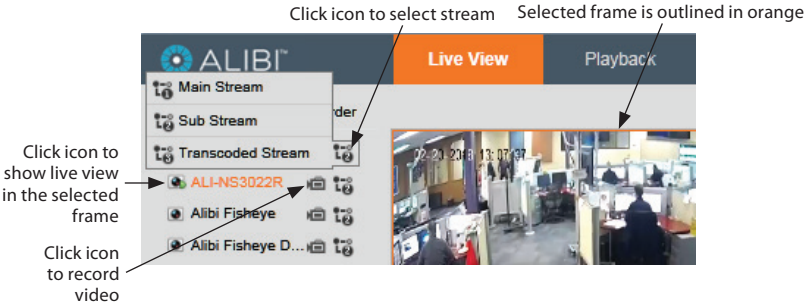 Click icon to select stream
Selected frame is outlined in orange
ALIBI™
Live View
Playback
Main Stream
Sub Stream
Transcoded Stream
der
02-20-2018 13:07:37
Click icon to
show live view
in the selected
frame
ALI-NS3022R
Alibi Fisheye
Alibi Fisheye D...
Click icon
to record
video